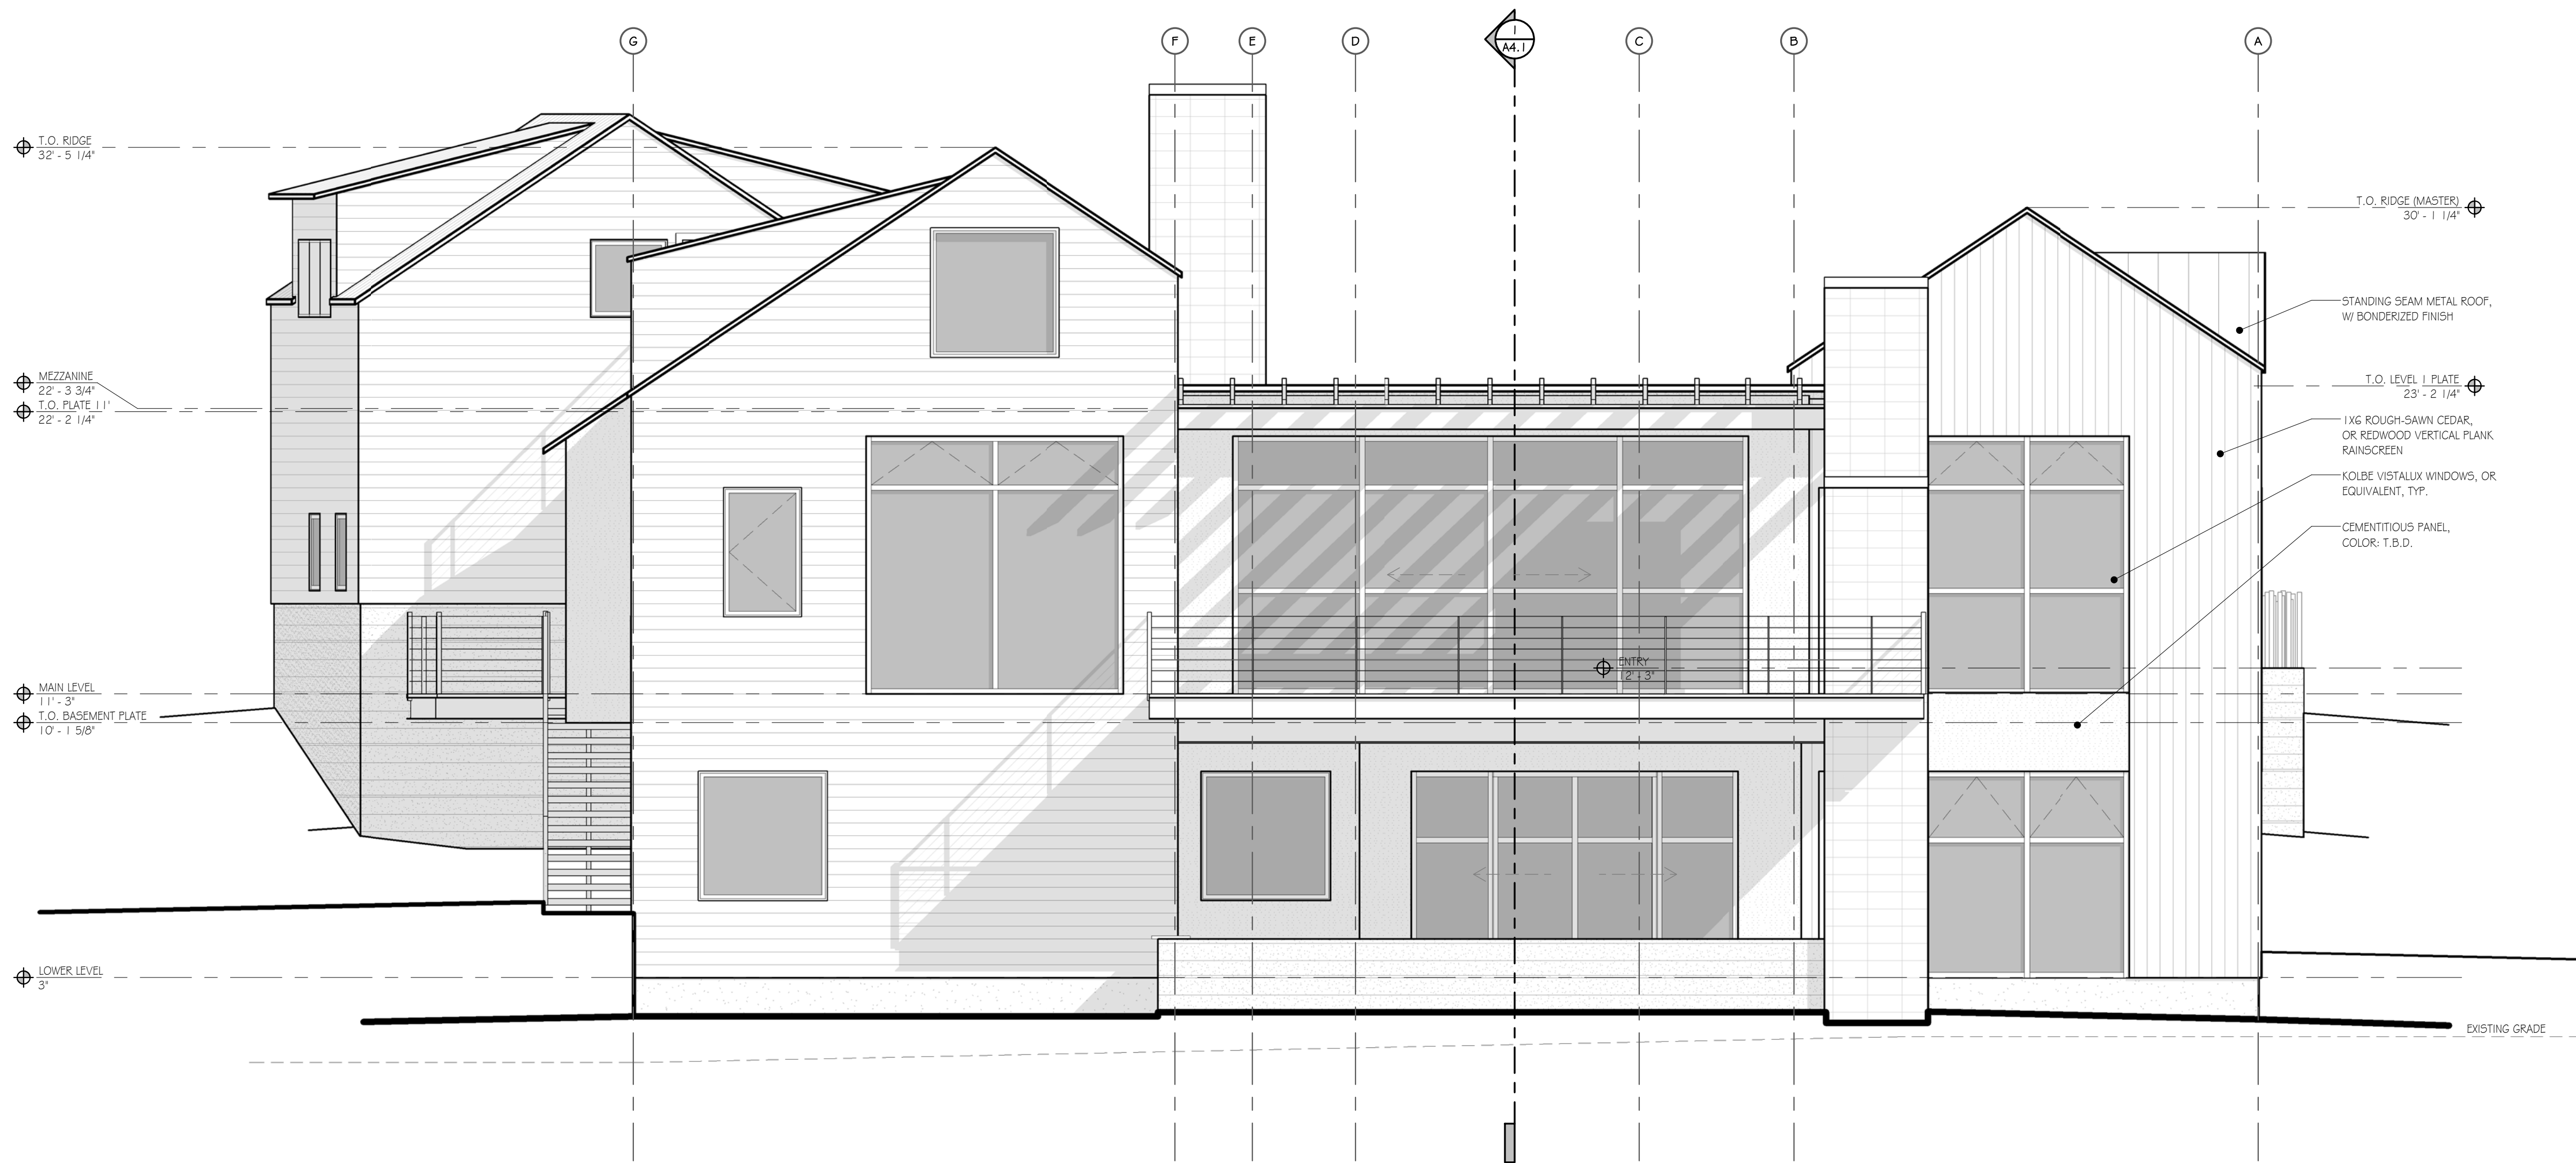 G
F
E
D
1
A4.1
C
B
A
T.O. RIDGE
32' - 5 1/4"
T.O. RIDGE (MASTER)
30' - 1 1/4"
STANDING SEAM METAL ROOF,
W/ BONDERIZED FINISH
MEZZANINE
22' - 3 3/4"
T.O. PLATE 11'
22' - 2 1/4"
T.O. LEVEL 1 PLATE
23' - 2 1/4"
1X6 ROUGH-SAWN CEDAR,
OR REDWOOD VERTICAL PLANK
RAINSCREEN
KOLBE VISTALUX WINDOWS, OR
EQUIVALENT, TYP.
CEMENTITIOUS PANEL,
COLOR: T.B.D.
ENTRY
12' - 3"
MAIN LEVEL
11' - 3"
T.O. BASEMENT PLATE
10' - 1 5/8"
LOWER LEVEL
3"
EXISTING GRADE